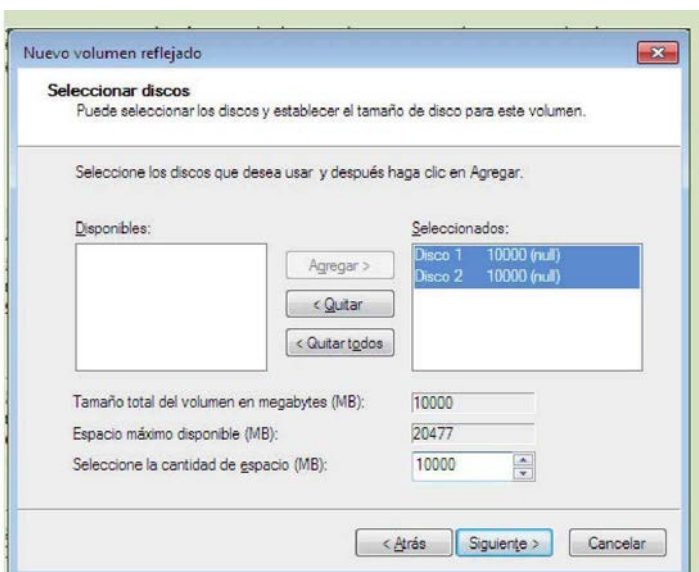 Nuevo volumen reflejado
Seleccionar discos
Puede seleccionar los discos y establecer el tamaño de disco para este volumen.
Seleccione los discos que desea usar y después haga clic en Agregar.
Disponibles:
Seleccionados:
Disco 1 10000 (null)
Disco 2 10000 (null)
Agregar >
< Quitar
< Quitar todos
Tamaño total del volumen en megabytes (MB): 10000
Espacio máximo disponible (MB): 20477
Seleccione la cantidad de espacio (MB): 10000
< Atrás Siguiente > Cancelar